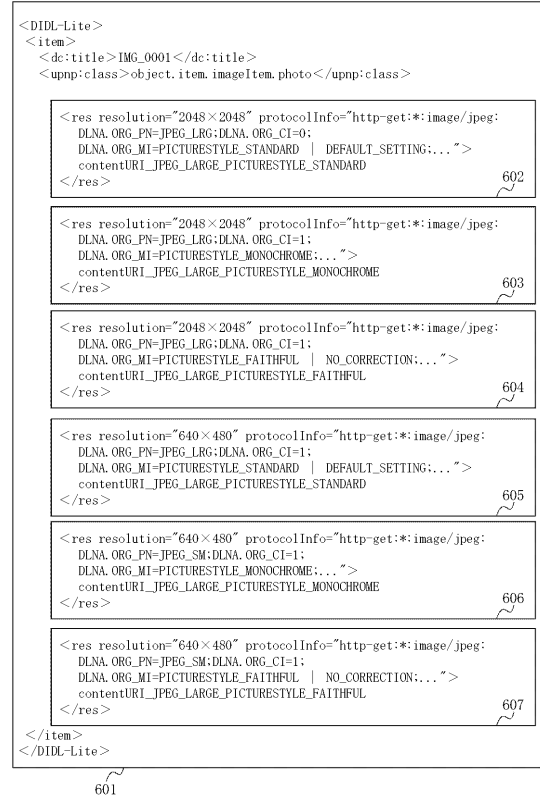 <DIDL-Lite>
<item>
<dc:title>IMG_0001</dc:title>
<upnp:class>object.item.imageItem.photo</upnp:class>
<res resolution="2048×2048" protocolInfo="http-get:*:image/jpeg:
DLNA.ORG_PN=JPEG_LRG;DLNA.ORG_CI=0;
DLNA.ORG_MI=PICTURESTYLE_STANDARD | DEFAULT_SETTING;...">
contentURI_JPEG_LARGE_PICTURESTYLE_STANDARD
</res>
602
<res resolution="2048×2048" protocolInfo="http-get:*:image/jpeg:
DLNA.ORG_PN=JPEG_LRG;DLNA.ORG_CI=1;
DLNA.ORG_MI=PICTURESTYLE_MONOCHROME;...">
contentURI_JPEG_LARGE_PICTURESTYLE_MONOCHROME
</res>
603
<res resolution="2048×2048" protocolInfo="http-get:*:image/jpeg:
DLNA.ORG_PN=JPEG_LRG;DLNA.ORG_CI=1;
DLNA.ORG_MI=PICTURESTYLE_FAITHFUL | NO_CORRECTION;...">
contentURI_JPEG_LARGE_PICTURESTYLE_FAITHFUL
</res>
604
<res resolution="640×480" protocolInfo="http-get:*:image/jpeg:
DLNA.ORG_PN=JPEG_LRG;DLNA.ORG_CI=1;
DLNA.ORG_MI=PICTURESTYLE_STANDARD | DEFAULT_SETTING;...">
contentURI_JPEG_LARGE_PICTURESTYLE_STANDARD
</res>
605
<res resolution="640×480" protocolInfo="http-get:*:image/jpeg:
DLNA.ORG_PN=JPEG_SM;DLNA.ORG_CI=1;
DLNA.ORG_MI=PICTURESTYLE_MONOCHROME;...">
contentURI_JPEG_LARGE_PICTURESTYLE_MONOCHROME
</res>
606
<res resolution="640×480" protocolInfo="http-get:*:image/jpeg:
DLNA.ORG_PN=JPEG_SM;DLNA.ORG_CI=1;
DLNA.ORG_MI=PICTURESTYLE_FAITHFUL | NO_CORRECTION;...">
contentURI_JPEG_LARGE_PICTURESTYLE_FAITHFUL
</res>
607
</item>
</DIDL-Lite>
601